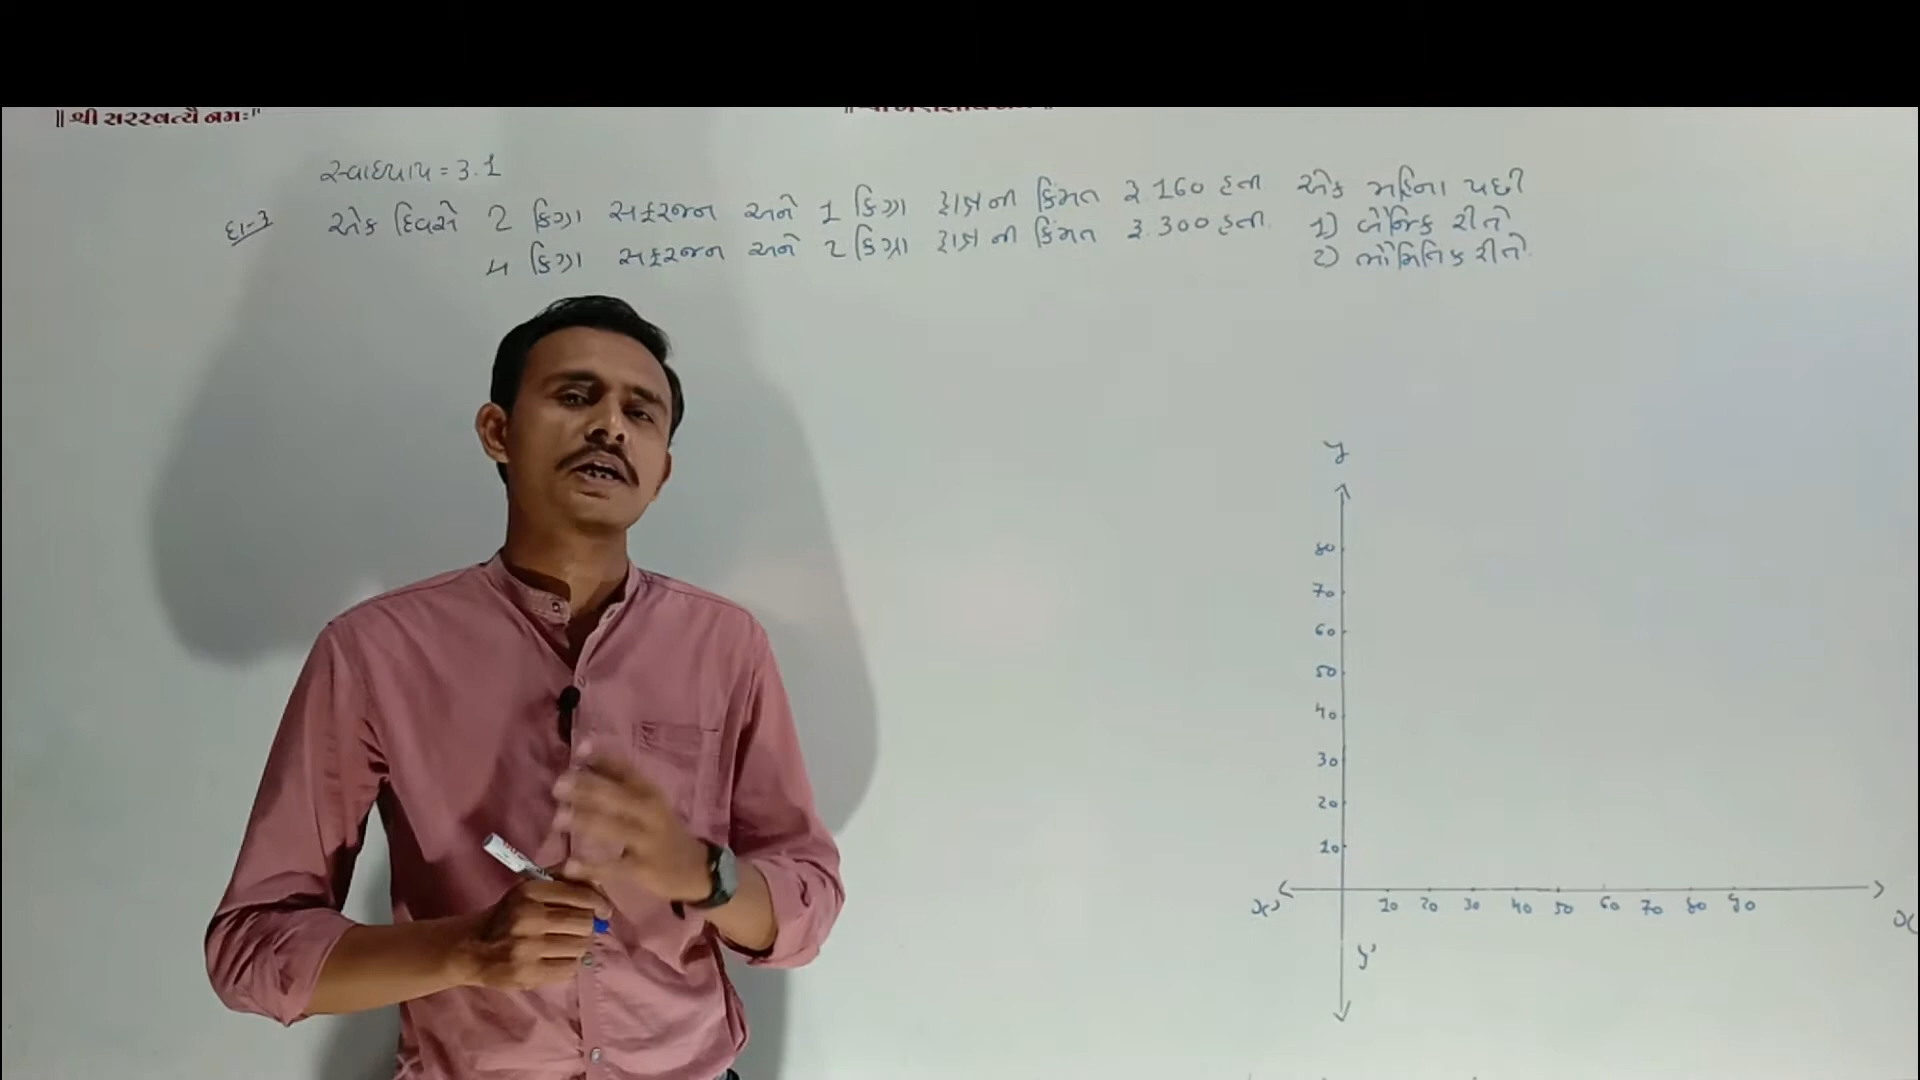 ॥ શ્રી સરસ્વત્યૈ નમઃ"
સ્વાધ્યાય = 3.1
દા-3 એક દિવસે 2 કિગ્રા સફરજન અને 1 કિગ્રા દ્રાક્ષની કિંમત રૂ 160 હતી. એક મહિના પછી
4 કિગ્રા સફરજન અને 2 કિગ્રા દ્રાક્ષ ની કિંમત રૂ. 300 હતી. 1) બૈજિક રીતે
2) ભૌમિતિક રીતે.
y
80
70
60
50
40
30
20
10
x' 10 20 30 40 50 60 70 80 90 x
y'